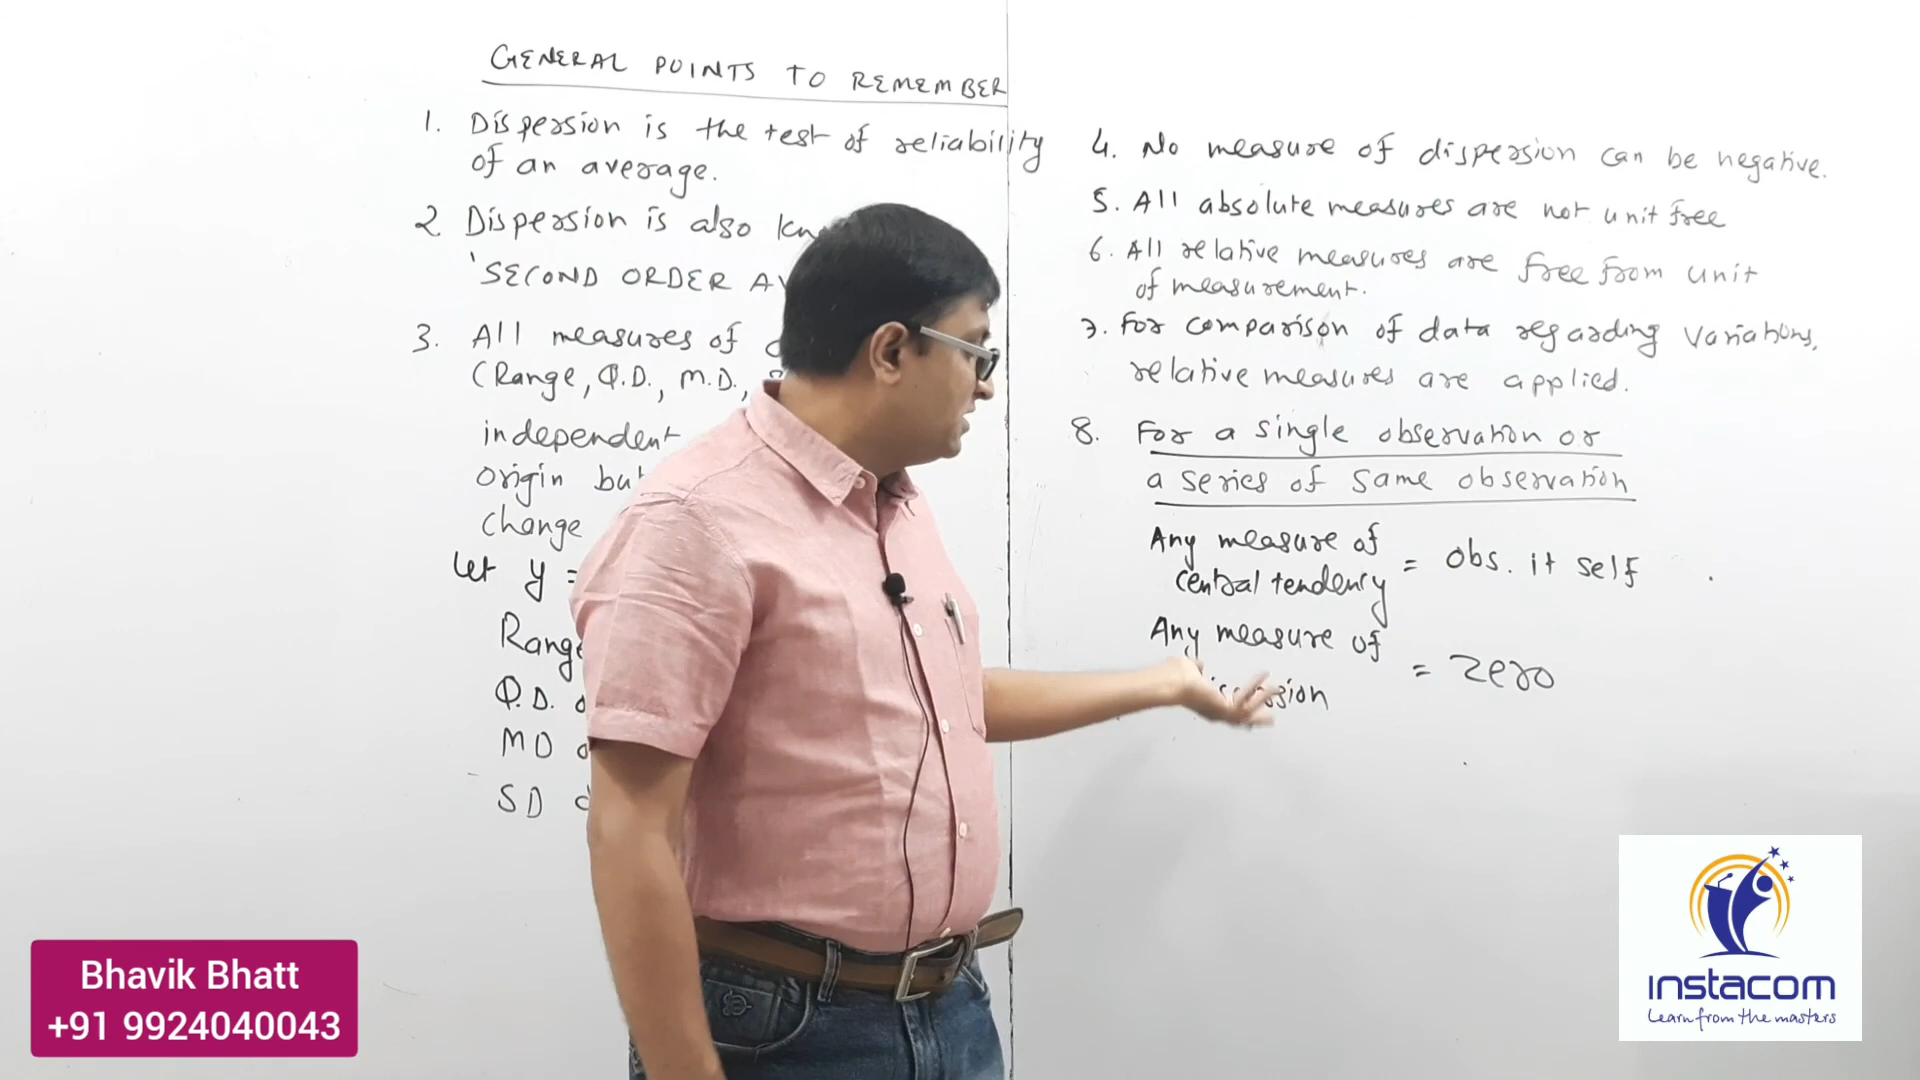 GENERAL POINTS TO REMEMBER
1. Dispersion is the test of reliability
of an average.
2 Dispersion is also
'SECOND ORDER
3. All measures of
(Range, Q.D., M.D.,
independent
origin but
change
Let y =
Range
Q.D.
MD
SD
4. No measure of dispersion can be negative.
5. All absolute measures are not unit free
6. All relative measures are free from unit
of measurement.
7. For comparison of data regarding variations,
relative measures are applied.
8. For a single observation or
a series of same observation
Any measure of
central tendency = obs. it self
Any measure of
= zero
Bhavik Bhatt
+91 9924040043
ınstacom
Learn from the masters